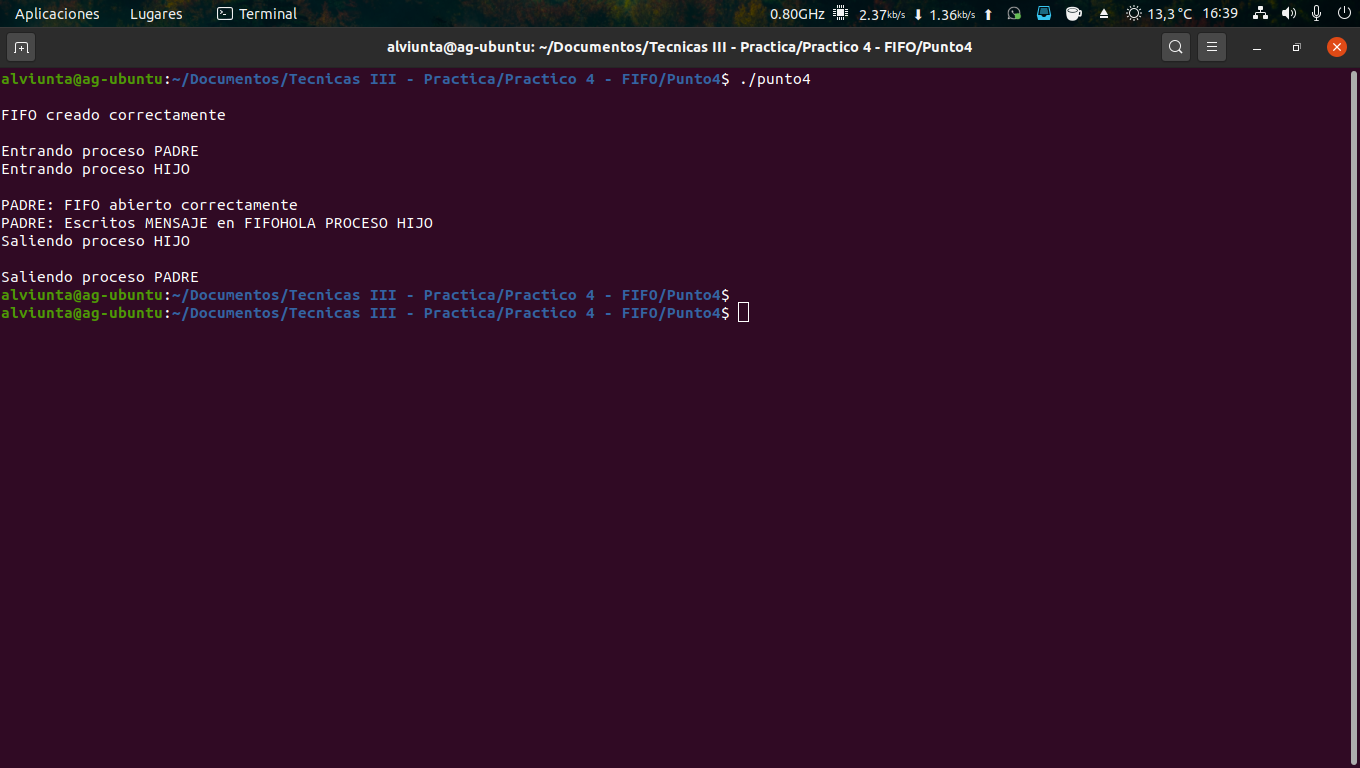 Aplicaciones Lugares Terminal 0.80GHz 2.37kb/s 1.36kb/s 13,3 °C 16:39
alviunta@ag-ubuntu: ~/Documentos/Tecnicas III - Practica/Practico 4 - FIFO/Punto4
alviunta@ag-ubuntu:~/Documentos/Tecnicas III - Practica/Practico 4 - FIFO/Punto4$ ./punto4
FIFO creado correctamente
Entrando proceso PADRE
Entrando proceso HIJO
PADRE: FIFO abierto correctamente
PADRE: Escritos MENSAJE en FIFOHOLA PROCESO HIJO
Saliendo proceso HIJO
Saliendo proceso PADRE
alviunta@ag-ubuntu:~/Documentos/Tecnicas III - Practica/Practico 4 - FIFO/Punto4$
alviunta@ag-ubuntu:~/Documentos/Tecnicas III - Practica/Practico 4 - FIFO/Punto4$